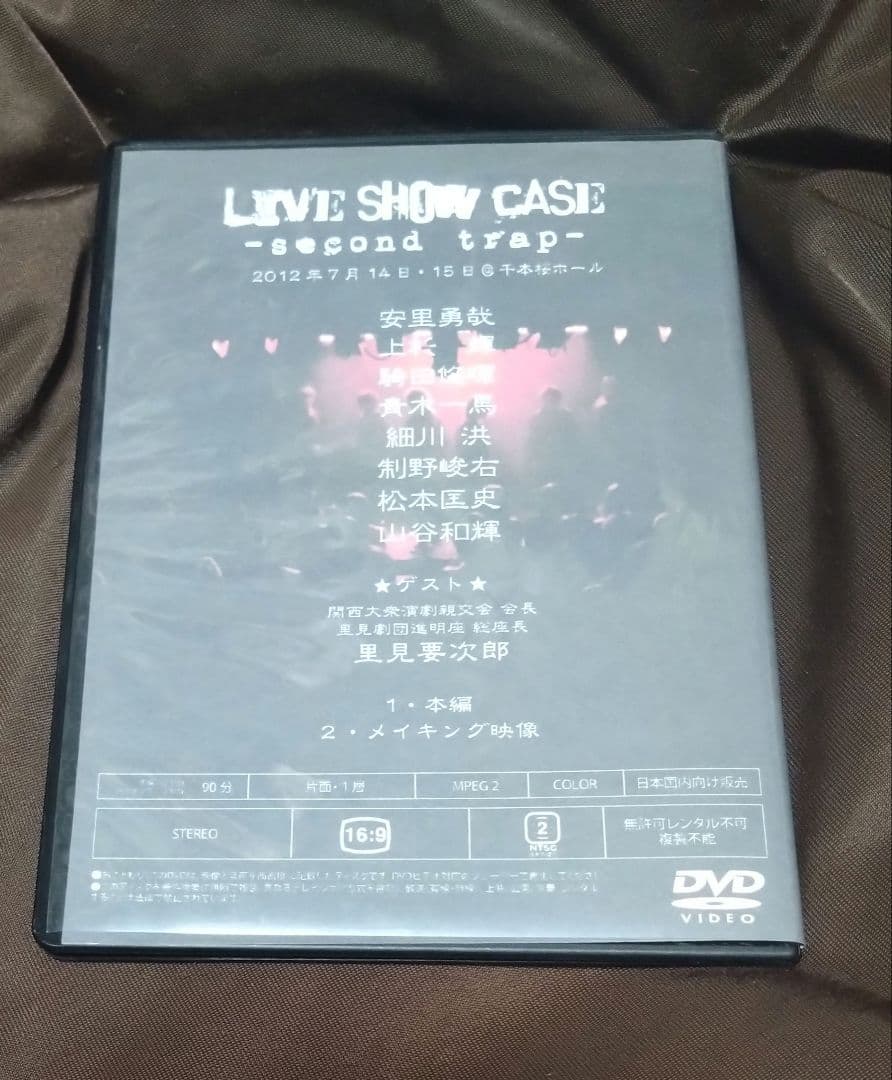 LIVE SHOW CASE
-second trap-
2012年7月14日・15日@千本桜ホール
安里勇哉
上
青木一馬
細川 洪
制野峻右
松本匡史
山谷和輝
★ゲスト★
関西大衆演劇親交会 会長
里見劇団進明座 総座長
里見要次郎
1・本編
2・メイキング映像
90分 片面・1層 MPEG 2 COLOR 日本国内向け販売
STEREO 16:9 2 NTSC 無許可レンタル不可
複製不能
DVD
VIDEO